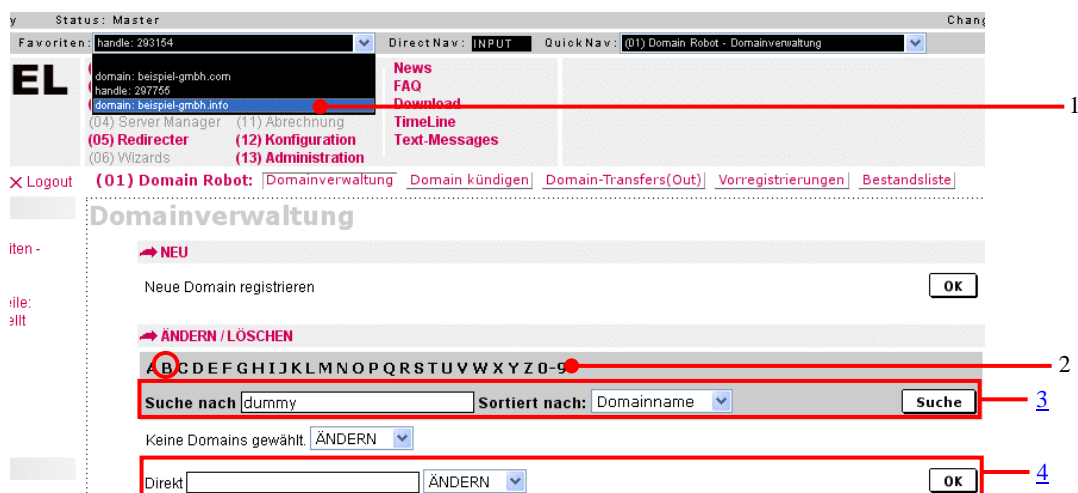 y Status: Master Chang
Favoriten: handle: 293154 DirectNav: INPUT QuickNav: (01) Domain Robot - Domainverwaltung
domain: beispiel-gmbh.com
handle: 297755
domain: beispiel-gmbh.info
1
EL
News
FAQ
Download
TimeLine
Text-Messages
(04) Server Manager (11) Abrechnung
(05) Redirecter (12) Konfiguration
(06) Wizards (13) Administration
X Logout
(01) Domain Robot: Domainverwaltung Domain kündigen Domain-Transfers(Out) Vorregistrierungen Bestandsliste
Domainverwaltung
iten -
NEU
Neue Domain registrieren OK
eile:
ellt
ÄNDERN / LÖSCHEN
A B C D E F G H I J K L M N O P Q R S T U V W X Y Z 0-9
2
Suche nach dummy Sortiert nach: Domainname Suche
3
Keine Domains gewählt. ÄNDERN
Direkt ÄNDERN OK
4